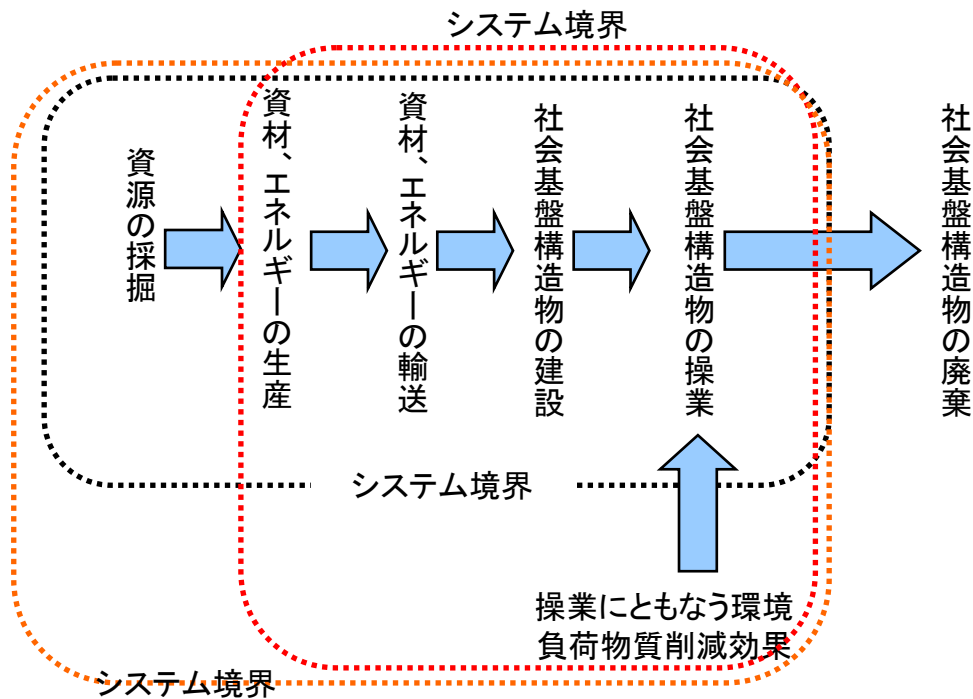 システム境界
資源の採掘
資材、エネルギーの生産
資材、エネルギーの輸送
社会基盤構造物の建設
社会基盤構造物の操業
社会基盤構造物の廃棄
システム境界
操業にともなう環境
負荷物質削減効果
システム境界